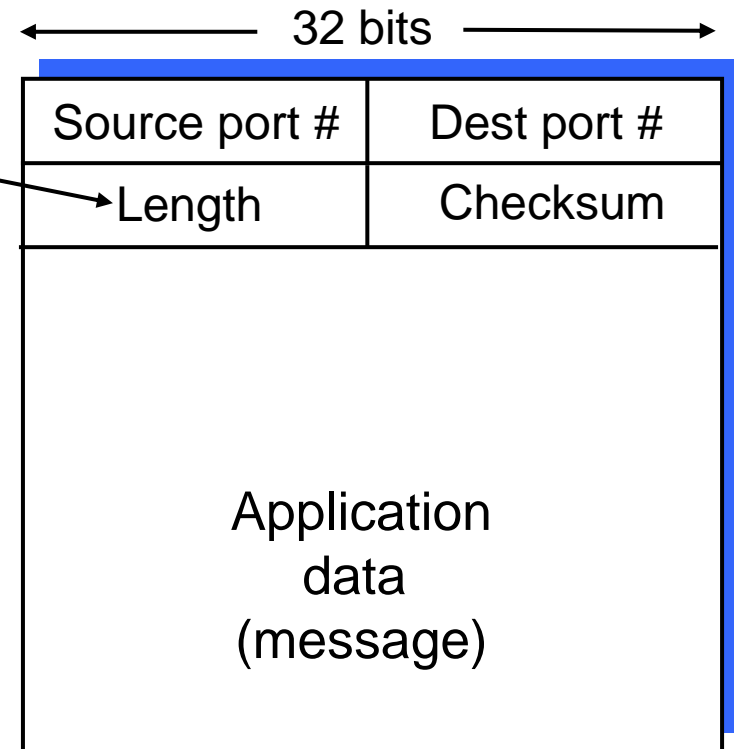 32 bits
Source port # Dest port #
Length Checksum
Application
data
(message)